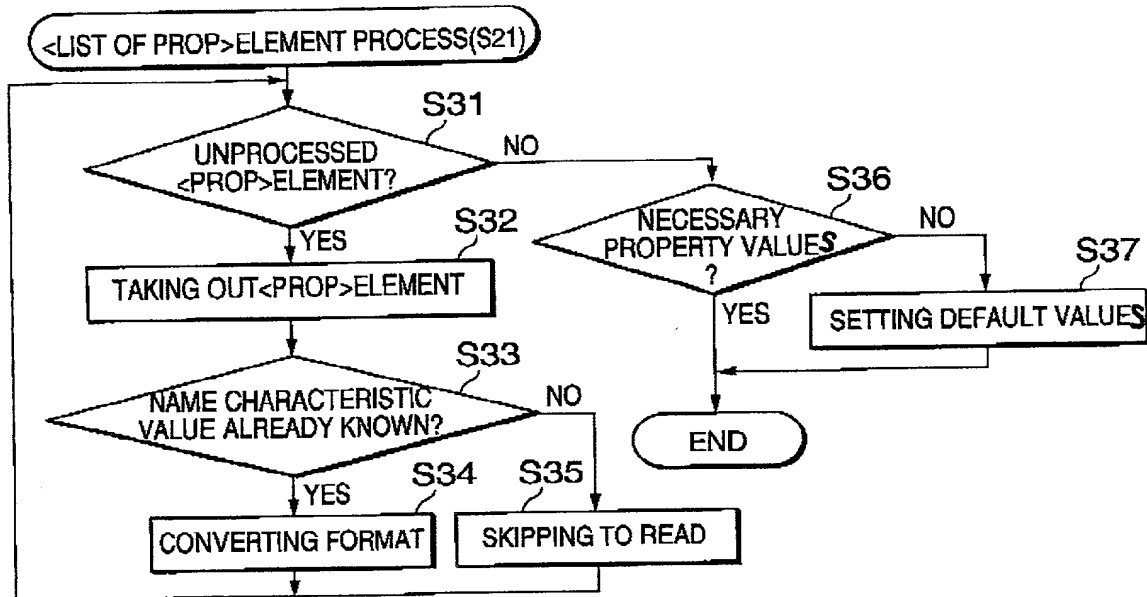 <LIST OF PROP>ELEMENT PROCESS(S21)
S31
UNPROCESSED
<PROP>ELEMENT?
NO
YES
S32
TAKING OUT<PROP>ELEMENT
S33
NAME CHARACTERISTIC
VALUE ALREADY KNOWN?
NO
YES
S34
CONVERTING FORMAT
S35
SKIPPING TO READ
S36
NECESSARY
PROPERTY VALUES
?
NO
YES
S37
SETTING DEFAULT VALUES
END